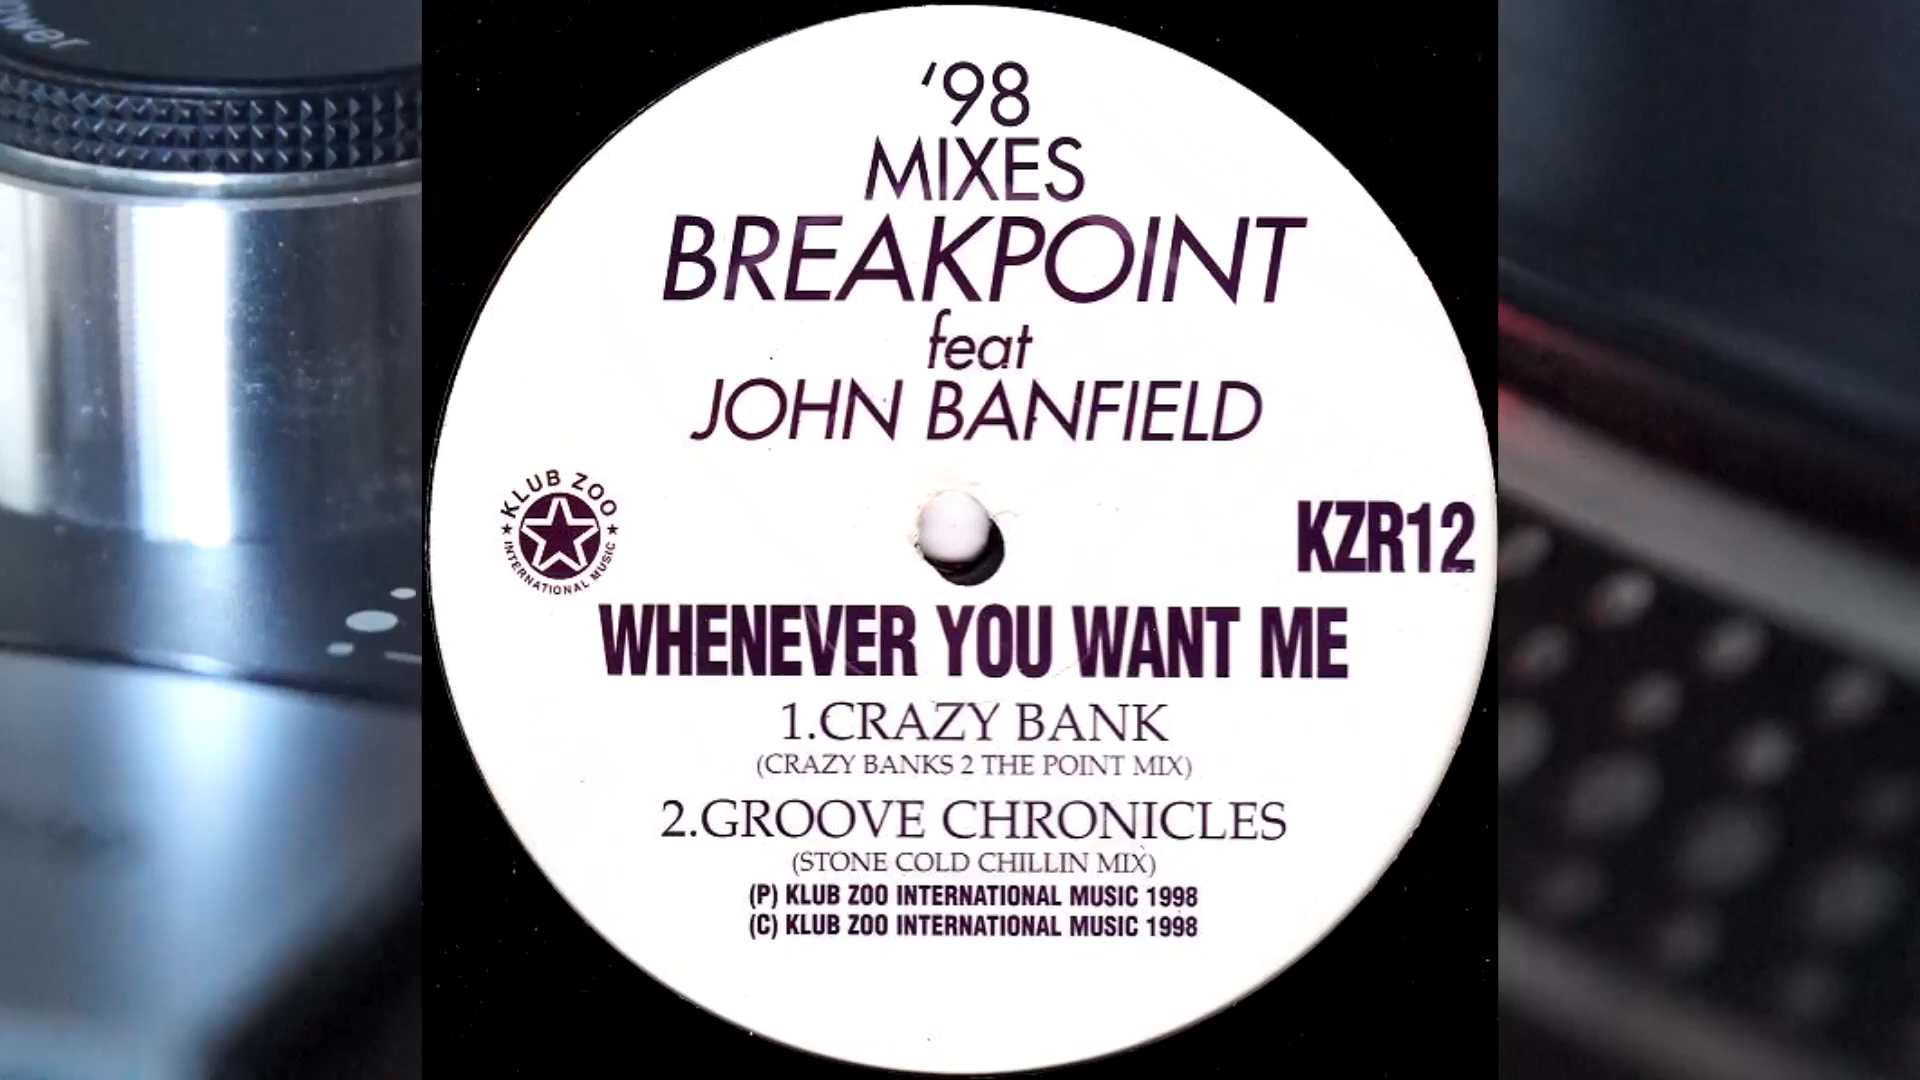 ower
'98
MIXES
BREAKPOINT
feat
JOHN BANFIELD
KLUB ZOO
INTERNATIONAL MUSIC
KZR12
WHENEVER YOU WANT ME
1.CRAZY BANK
(CRAZY BANKS 2 THE POINT MIX)
2.GROOVE CHRONICLES
(STONE COLD CHILLIN MIX)
(P) KLUB ZOO INTERNATIONAL MUSIC 1998
(C) KLUB ZOO INTERNATIONAL MUSIC 1998